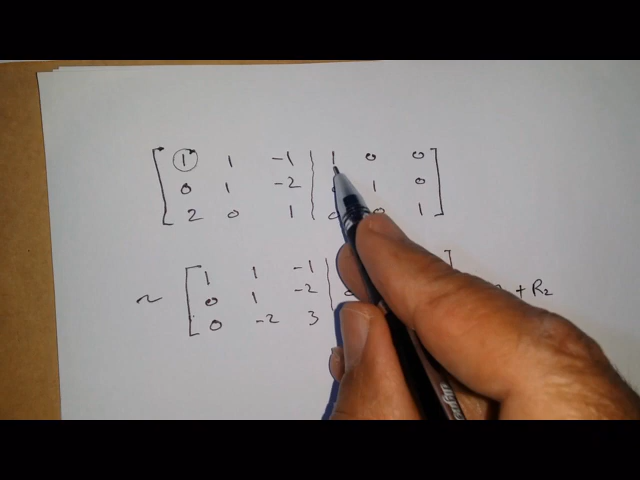 1 1 -1 | 1 0 0
0 1 -2 | 1 0
2 0 1 | 0 0 1
~ 1 1 -1 |
0 1 -2 | 0 + R2
0 -2 3